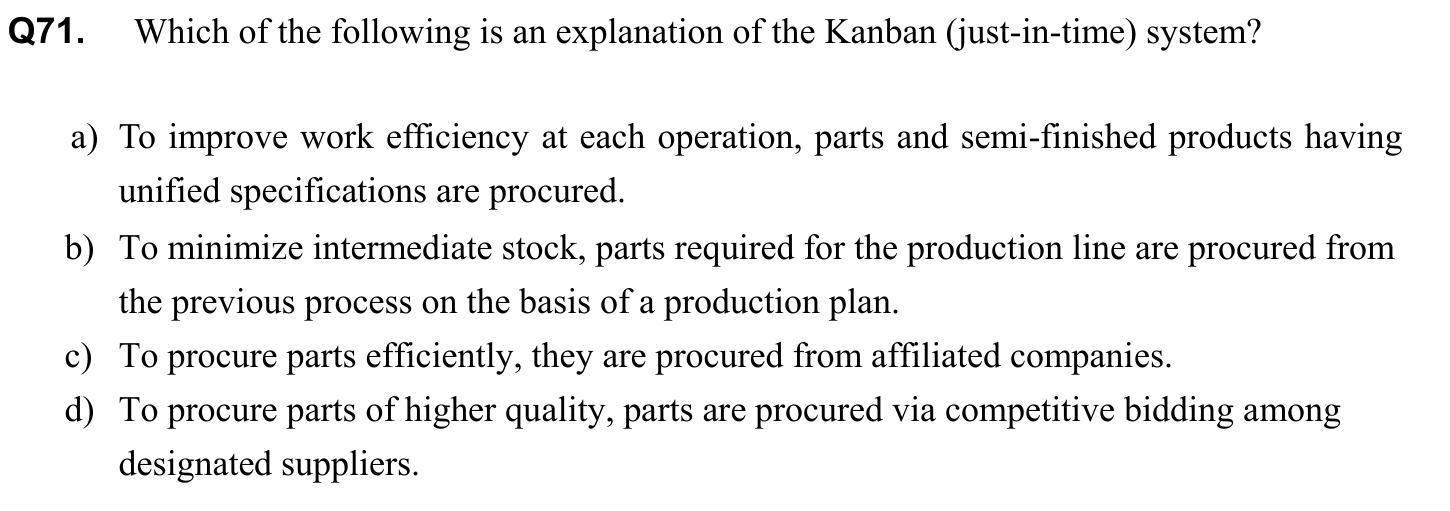 Q71. Which of the following is an explanation of the Kanban (just-in-time) system?
a) To improve work efficiency at each operation, parts and semi-finished products having
unified specifications are procured.
b) To minimize intermediate stock, parts required for the production line are procured from
the previous process on the basis of a production plan.
c) To procure parts efficiently, they are procured from affiliated companies.
d) To procure parts of higher quality, parts are procured via competitive bidding among
designated suppliers.